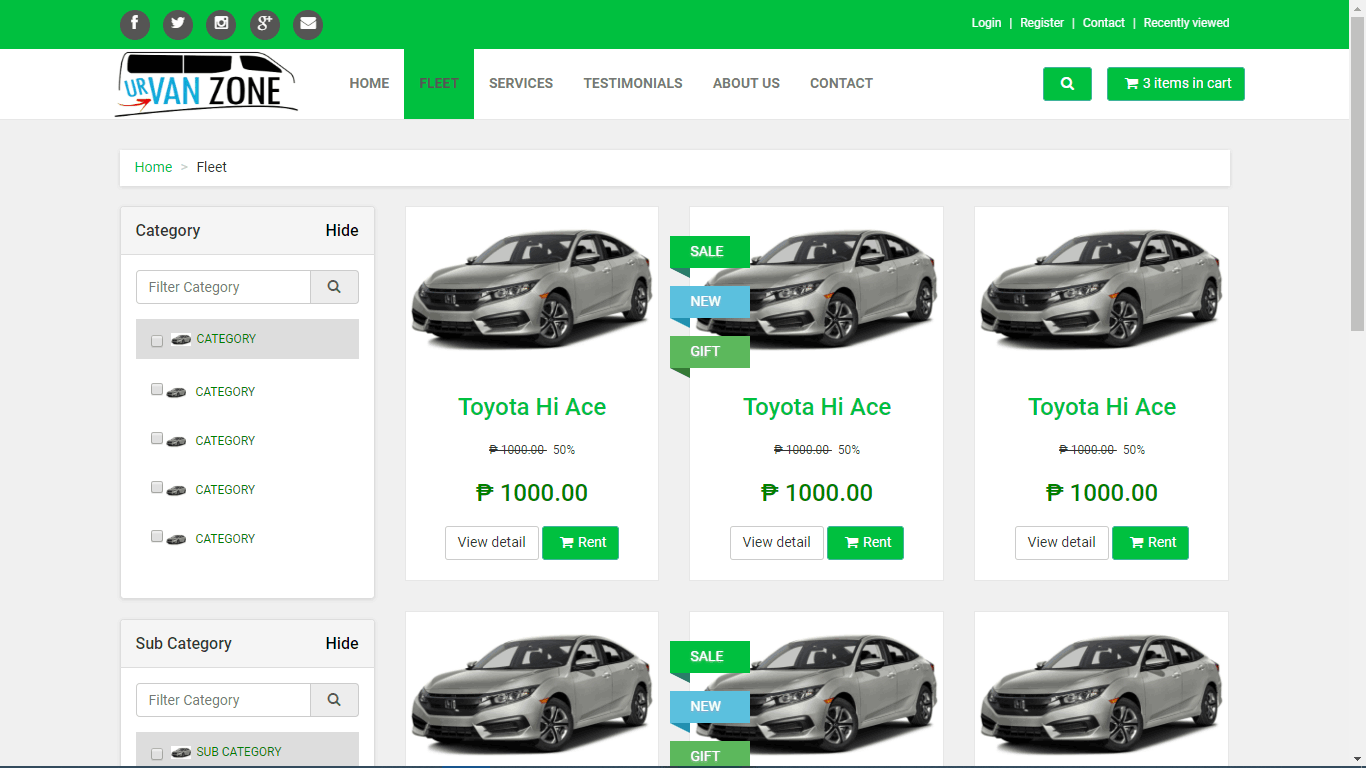 Login | Register | Contact | Recently viewed
URVAN ZONE HOME FLEET SERVICES TESTIMONIALS ABOUT US CONTACT 3 items in cart
Home > Fleet
Category Hide
Filter Category
CATEGORY
CATEGORY
CATEGORY
CATEGORY
CATEGORY
SALE
NEW
GIFT
Toyota Hi Ace Toyota Hi Ace Toyota Hi Ace
₱ 1000.00 50% ₱ 1000.00 50% ₱ 1000.00 50%
₱ 1000.00 ₱ 1000.00 ₱ 1000.00
View detail Rent View detail Rent View detail Rent
Sub Category Hide
Filter Category
SUB CATEGORY
SALE
NEW
GIFT